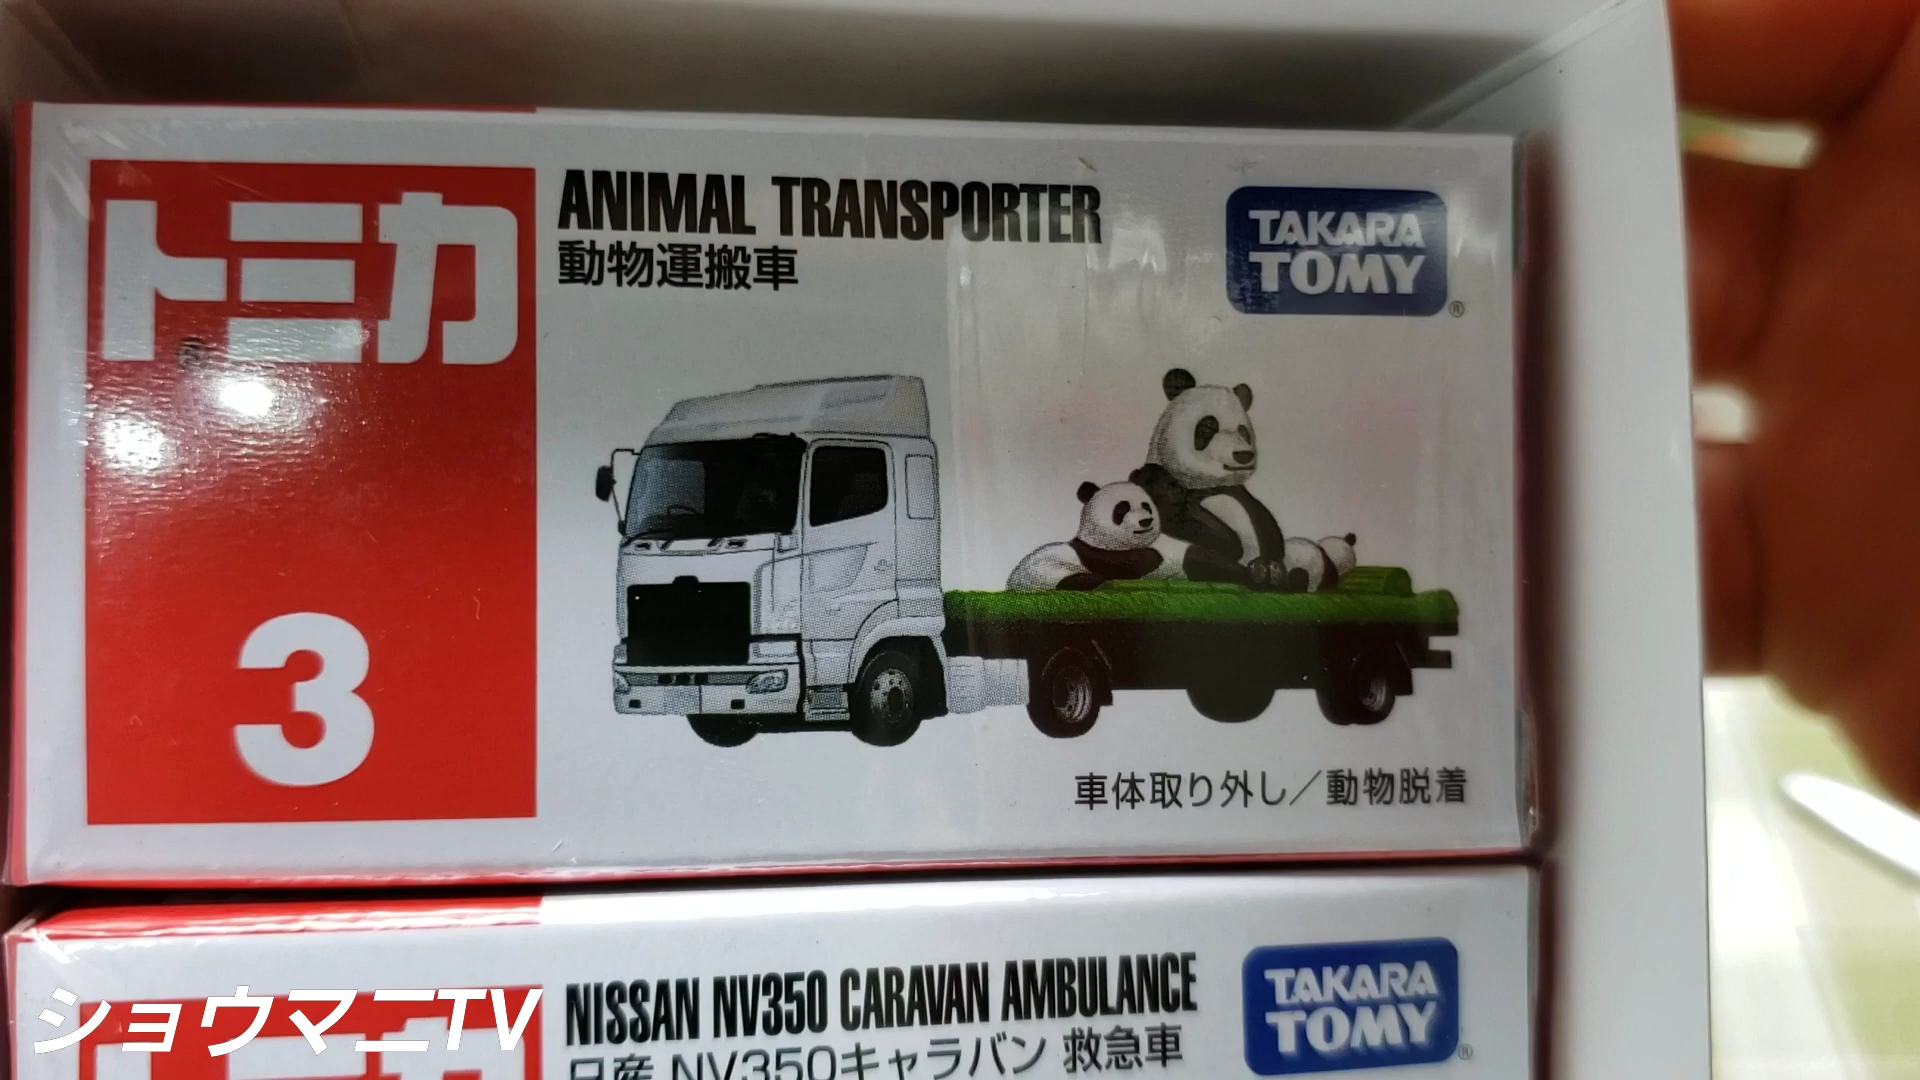 トミカ
ANIMAL TRANSPORTER
動物運搬車
TAKARA
TOMY
®
3
車体取り外し／動物脱着
NISSAN NV350 CARAVAN AMBULANCE
日産 NV350キャラバン 救急車
TAKARA
TOMY
®
ショウマニTV